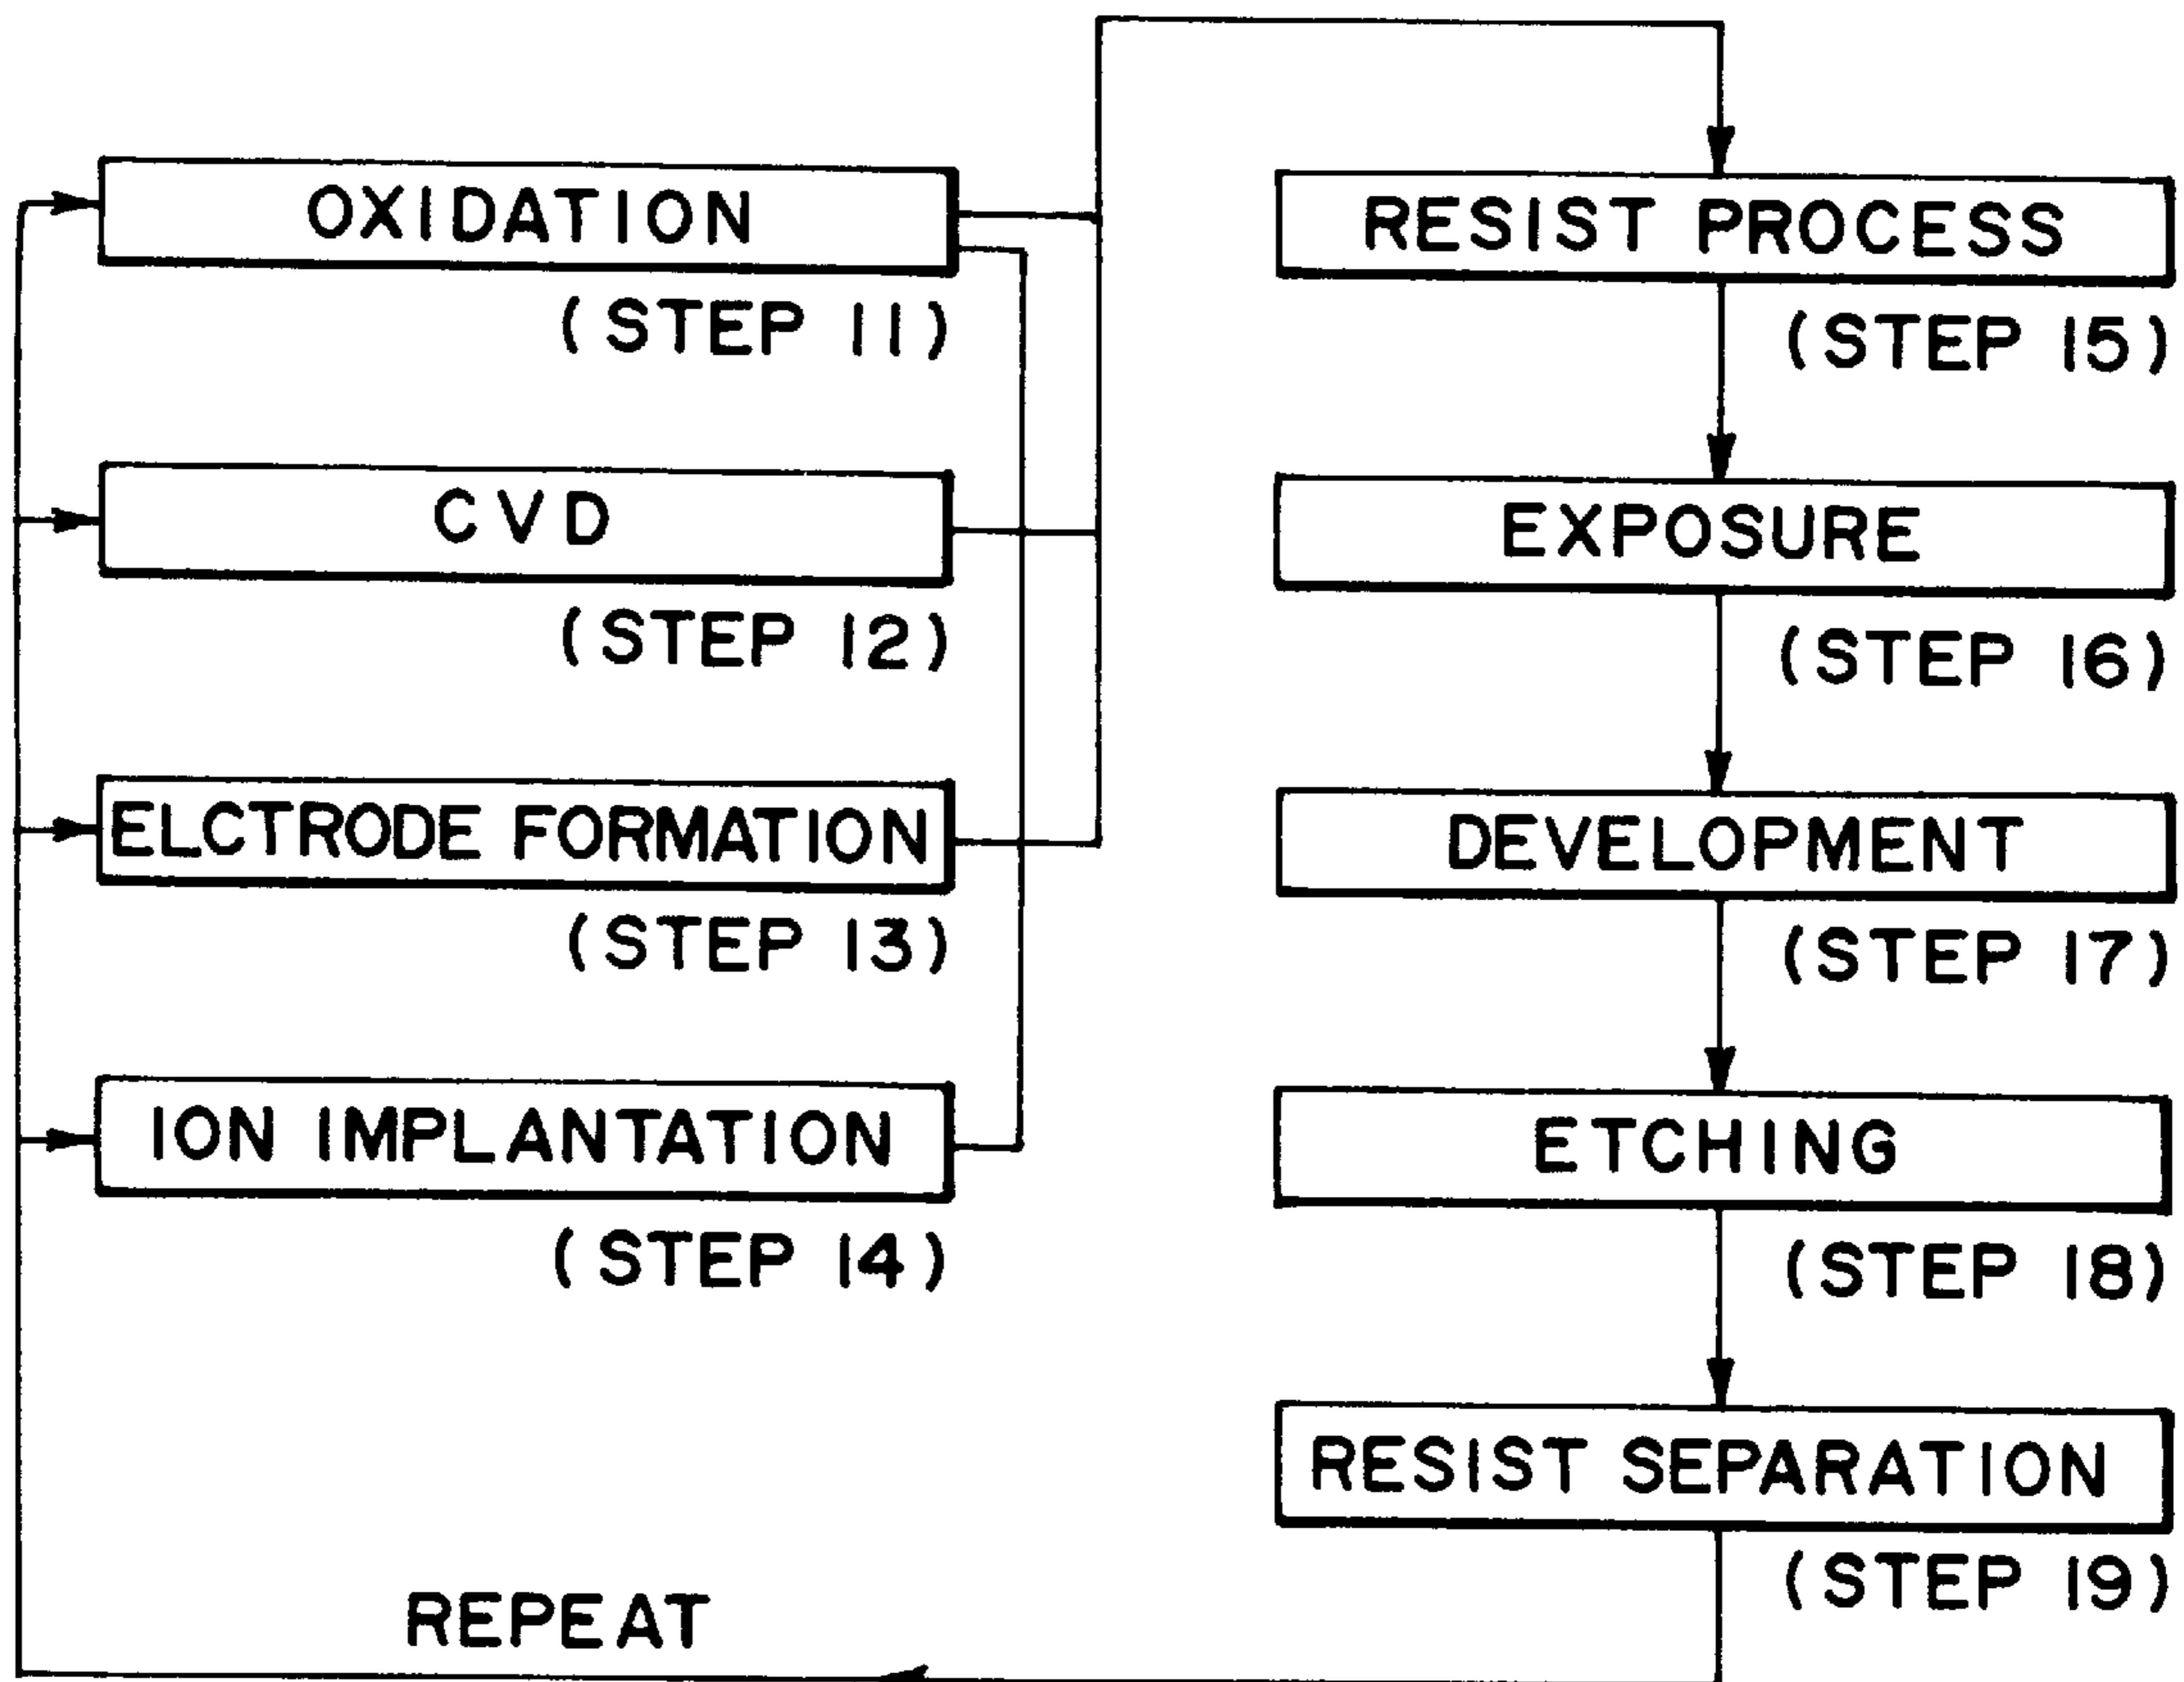 OXIDATION
(STEP 11)
CVD
(STEP 12)
ELCTRODE FORMATION
(STEP 13)
ION IMPLANTATION
(STEP 14)
REPEAT
RESIST PROCESS
(STEP 15)
EXPOSURE
(STEP 16)
DEVELOPMENT
(STEP 17)
ETCHING
(STEP 18)
RESIST SEPARATION
(STEP 19)